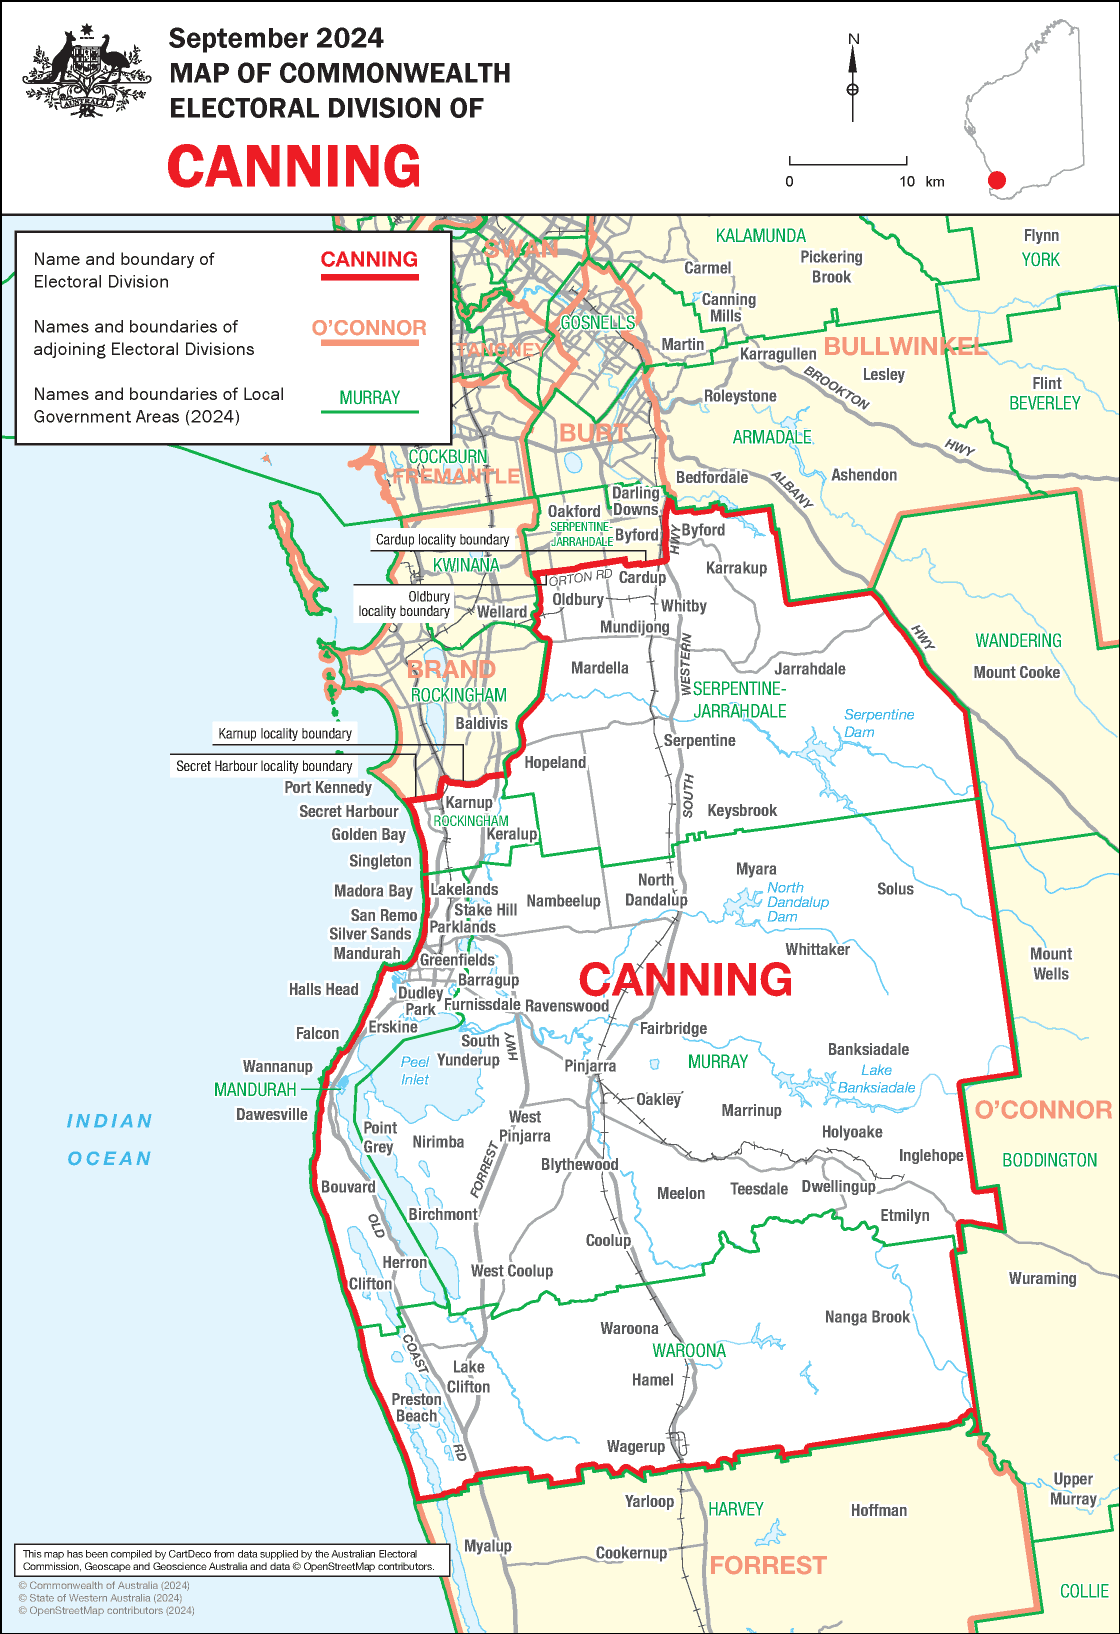 September 2024
MAP OF COMMONWEALTH
ELECTORAL DIVISION OF
CANNING
AUSTRALIA
N
0 10 km
Name and boundary of
Electoral Division
CANNING
Names and boundaries of
adjoining Electoral Divisions
O'CONNOR
Names and boundaries of Local
Government Areas (2024)
MURRAY
SWAN
KALAMUNDA
Flynn
YORK
Pickering
Brook
Carmel
Canning
Mills
GOSNELLS
TANGNEY
Martin
Karragullen
BULLWINKEL
Lesley
BROOKTON
HWY
Flint
BEVERLEY
Roleystone
BURT
ARMADALE
COCKBURN
FREMANTLE
Bedfordale
ALBANY
HWY
Ashendon
Darling
Downs
Oakford
SERPENTINE-
JARRAHDALE
Byford
HWY
Byford
Cardup locality boundary
KWINANA
ORTON RD
Cardup
Karrakup
Oldbury
locality boundary
Wellard
Oldbury
Whitby
Mundijong
WANDERING
Mount Cooke
BRAND
ROCKINGHAM
Mardella
WESTERN
Jarrahdale
SERPENTINE-
JARRAHDALE
Serpentine
Dam
Baldivis
Karnup locality boundary
Serpentine
Secret Harbour locality boundary
Hopeland
SOUTH
Port Kennedy
Secret Harbour
Karnup
ROCKINGHAM
Keysbrook
Golden Bay
Keralup
Singleton
Madora Bay
Lakelands
North
Dandalup
Myara
North
Dandalup
Dam
Solus
San Remo
Stake Hill
Nambeelup
Silver Sands
Parklands
Mandurah
Greenfields
Whittaker
Mount
Wells
CANNING
Barragup
Halls Head
Dudley
Park
Furnissdale
Ravenswood
Erskine
Falcon
South
Yunderup
HWY
Fairbridge
Peel
Inlet
Wannanup
MANDURAH
Pinjarra
MURRAY
Banksiadale
Lake
Banksiadale
Dawesville
Oakley
Marrinup
O'CONNOR
INDIAN
OCEAN
Point
Grey
Nirimba
West
Pinjarra
Holyoake
Inglehope
BODDINGTON
FORREST
Blythewood
Bouvard
Meelon
Teesdale
Dwellingup
OLD
Birchmont
Etmilyn
Coolup
Herron
Clifton
West Coolup
Wuraming
Nanga Brook
Waroona
WAROONA
COAST
Lake
Clifton
Hamel
Preston
Beach
RD
Wagerup
Upper
Murray
Yarloop
HARVEY
Hoffman
Myalup
Cookernup
FORREST
COLLIE
This map has been compiled by CartDeco from data supplied by the Australian Electoral
Commission, Geoscape and Geoscience Australia and data © OpenStreetMap contributors.
© Commonwealth of Australia (2024)
© State of Western Australia (2024)
© OpenStreetMap contributors (2024)